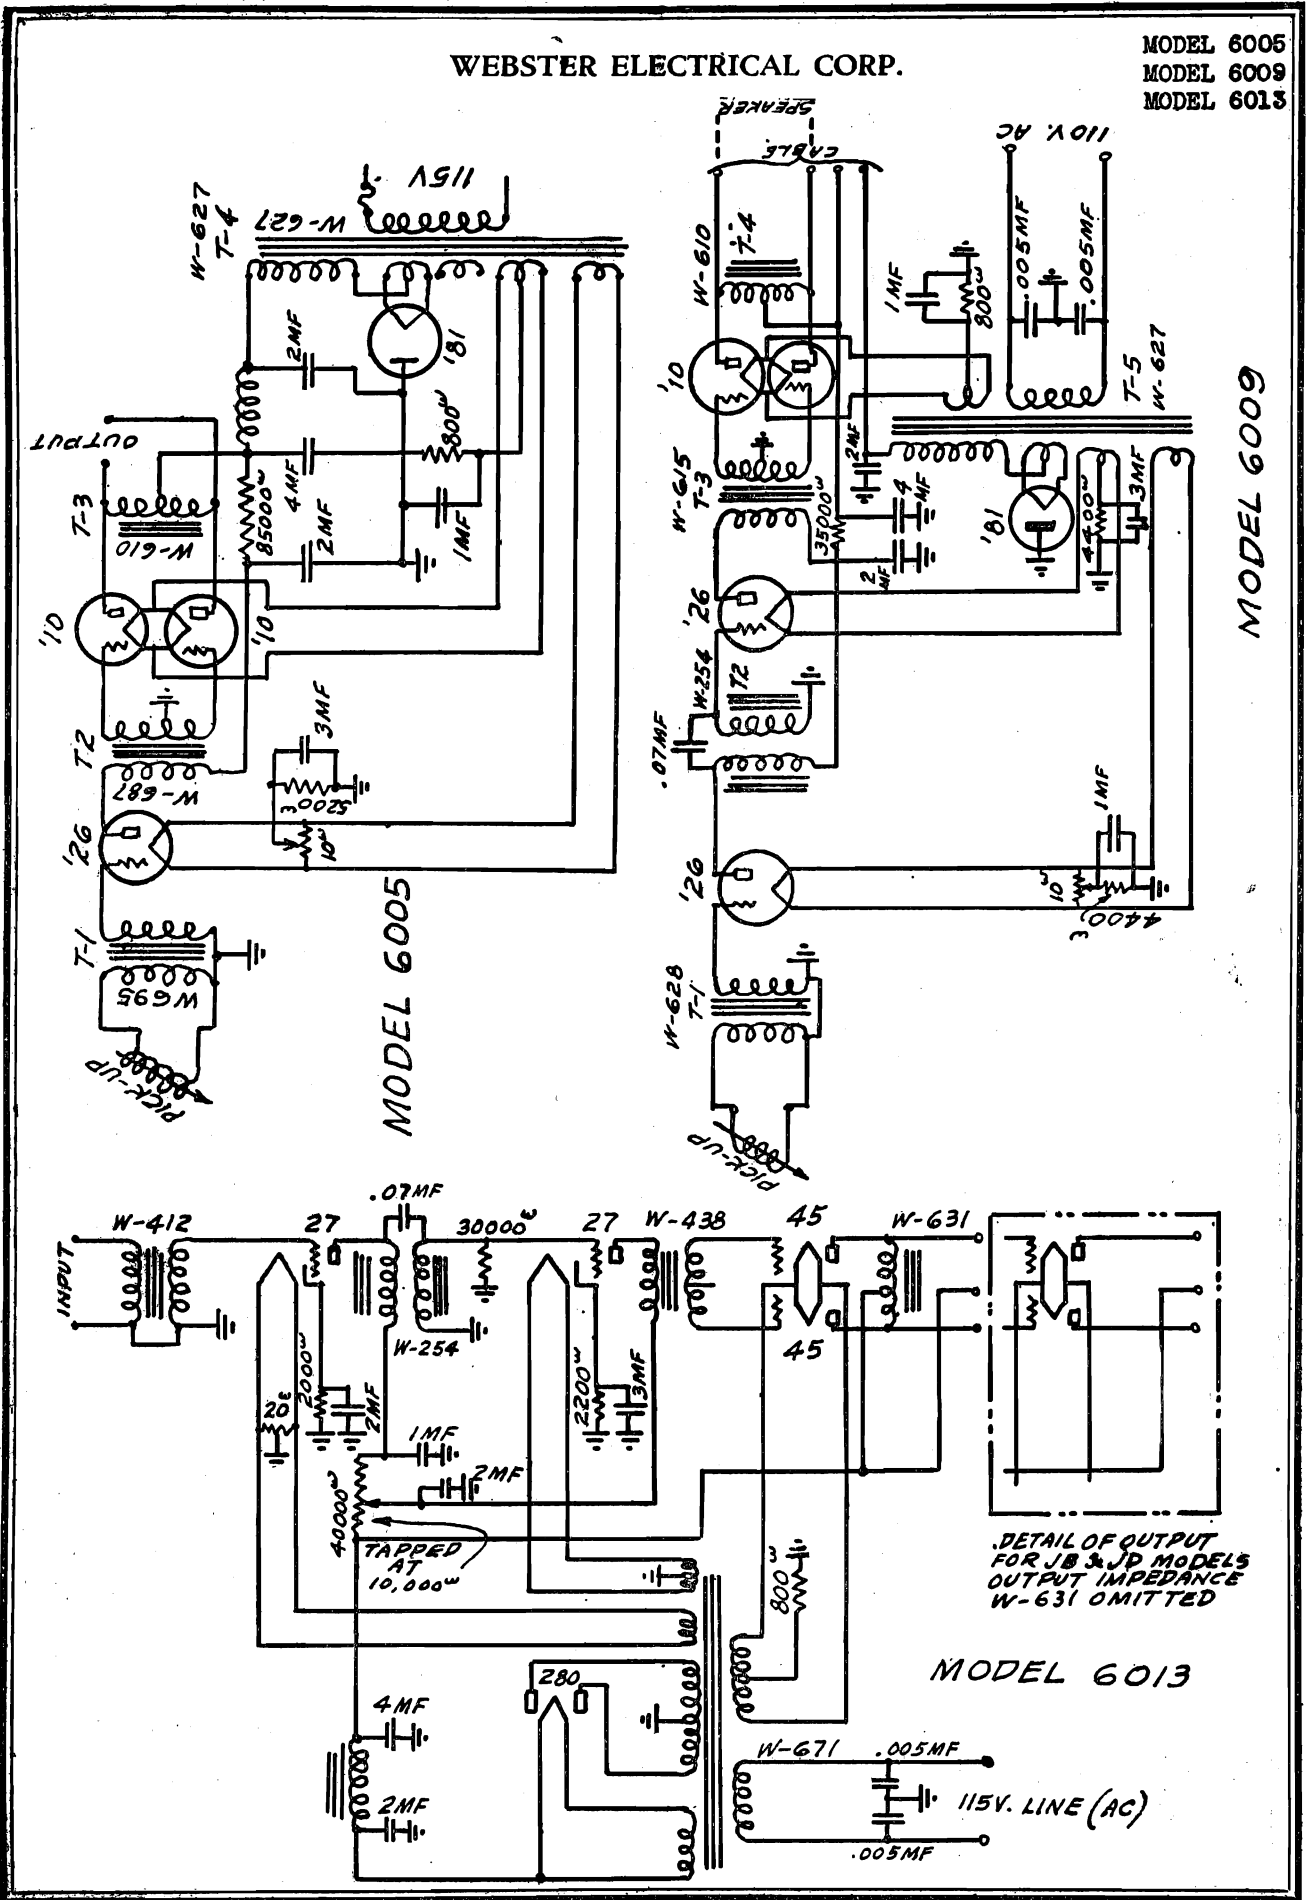 WEBSTER ELECTRICAL CORP.
MODEL 6005
MODEL 6009
MODEL 6013
115V
W-627
W-627
T-4
2MF
'81
OUTPUT
T-3
W-610
85000ω
4MF
800ω
2MF
1MF
'10
'10
T2
W-687
3MF
5200ω
10ω
'26
T-1
W695
PICK-UP
MODEL 6005
SPEAKER
CABLE
110V. AC
W-610
T-4
1MF
800ω
.005MF
.005MF
'10
T-5
W-627
W-615
T-3
2MF
35000ω
4
MF
2
MF
'81
4400ω
3MF
'26
W-254
T2
.07MF
1MF
10ω
4400ω
'26
W-628
T-1
PICK-UP
MODEL 6009
INPUT
W-412
27
.07MF
30000ω
27
W-438
45
W-631
W-254
45
20ω
2000ω
2MF
2200ω
3MF
1MF
2MF
40000ω
TAPPED
AT
10,000ω
800ω
.DETAIL OF OUTPUT
FOR JB & JD MODELS
OUTPUT IMPEDANCE
W-631 OMITTED
280
MODEL 6013
4MF
2MF
W-671
.005MF
115V. LINE (AC)
.005MF